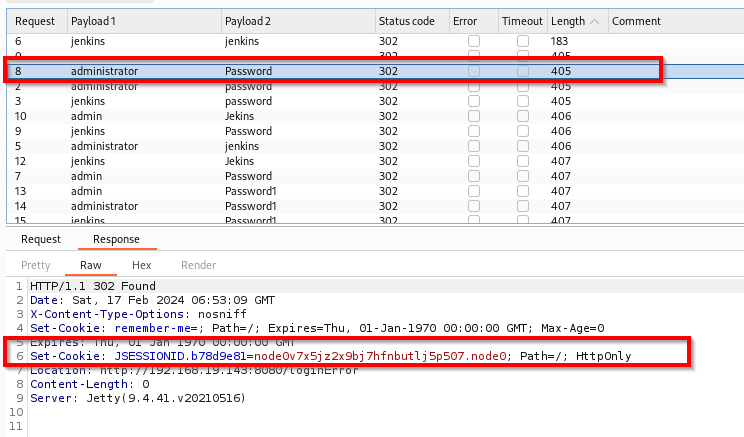 Request Payload 1 Payload 2 Status code Error Timeout Length Comment
6 jenkins jenkins 302 183
8 administrator Password 302 405
2 administrator password 302 405
3 jenkins password 302 405
10 admin Jekins 302 406
9 jenkins Password 302 406
5 administrator jenkins 302 406
12 jenkins Jekins 302 407
7 admin Password 302 407
13 admin Password1 302 407
14 administrator Password1 302 407
15 jenkins Password1 302 407
Request Response
Pretty Raw Hex Render
1 HTTP/1.1 302 Found
2 Date: Sat, 17 Feb 2024 06:53:09 GMT
3 X-Content-Type-Options: nosniff
4 Set-Cookie: remember-me=; Path=/; Expires=Thu, 01-Jan-1970 00:00:00 GMT; Max-Age=0
5 Expires: Thu, 01 Jan 1970 00:00:00 GMT
6 Set-Cookie: JSESSIONID.b78d9e81=node0v7x5jz2x9bj7hfnbutlj5p507.node0; Path=/; HttpOnly
7 Location: http://192.168.19.143:8080/loginError
8 Content-Length: 0
9 Server: Jetty(9.4.41.v20210516)
10
11